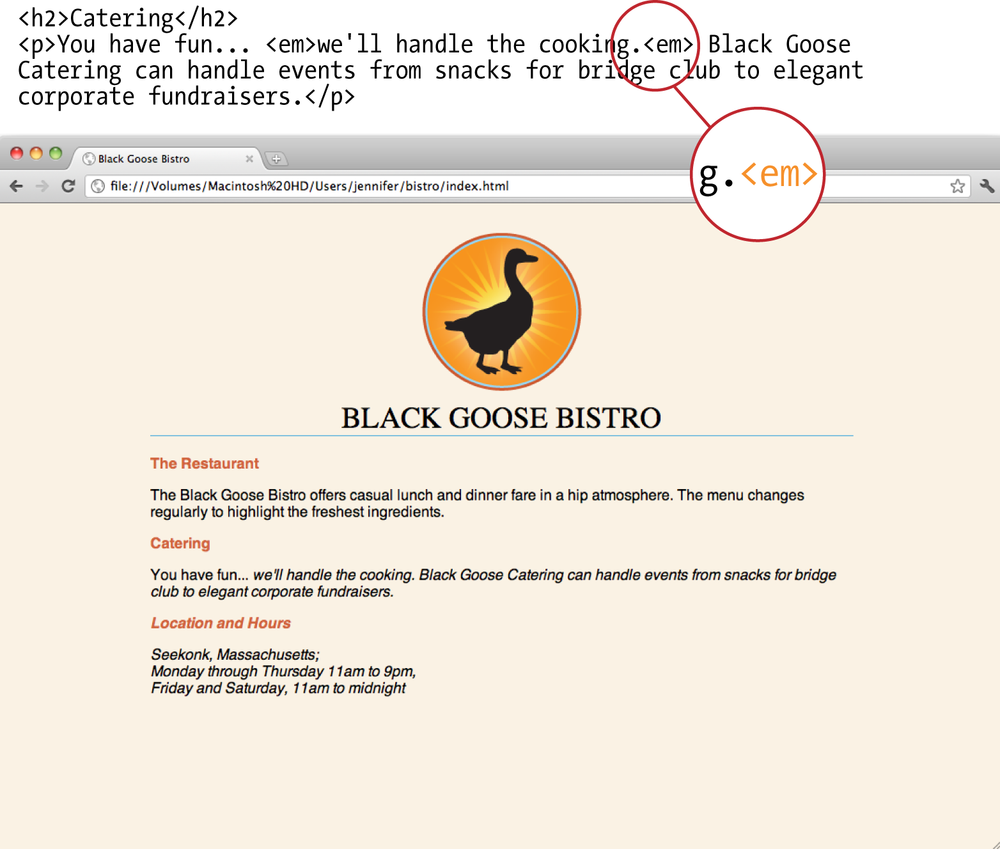 <h2>Catering</h2>
<p>You have fun... <em>we'll handle the cooking.<em> Black Goose
Catering can handle events from snacks for bridge club to elegant
corporate fundraisers.</p>
g.<em>
Black Goose Bistro
file:///Volumes/Macintosh%20HD/Users/jennifer/bistro/index.html
BLACK GOOSE BISTRO
The Restaurant
The Black Goose Bistro offers casual lunch and dinner fare in a hip atmosphere. The menu changes
regularly to highlight the freshest ingredients.
Catering
You have fun... we'll handle the cooking. Black Goose Catering can handle events from snacks for bridge
club to elegant corporate fundraisers.
Location and Hours
Seekonk, Massachusetts;
Monday through Thursday 11am to 9pm,
Friday and Saturday, 11am to midnight